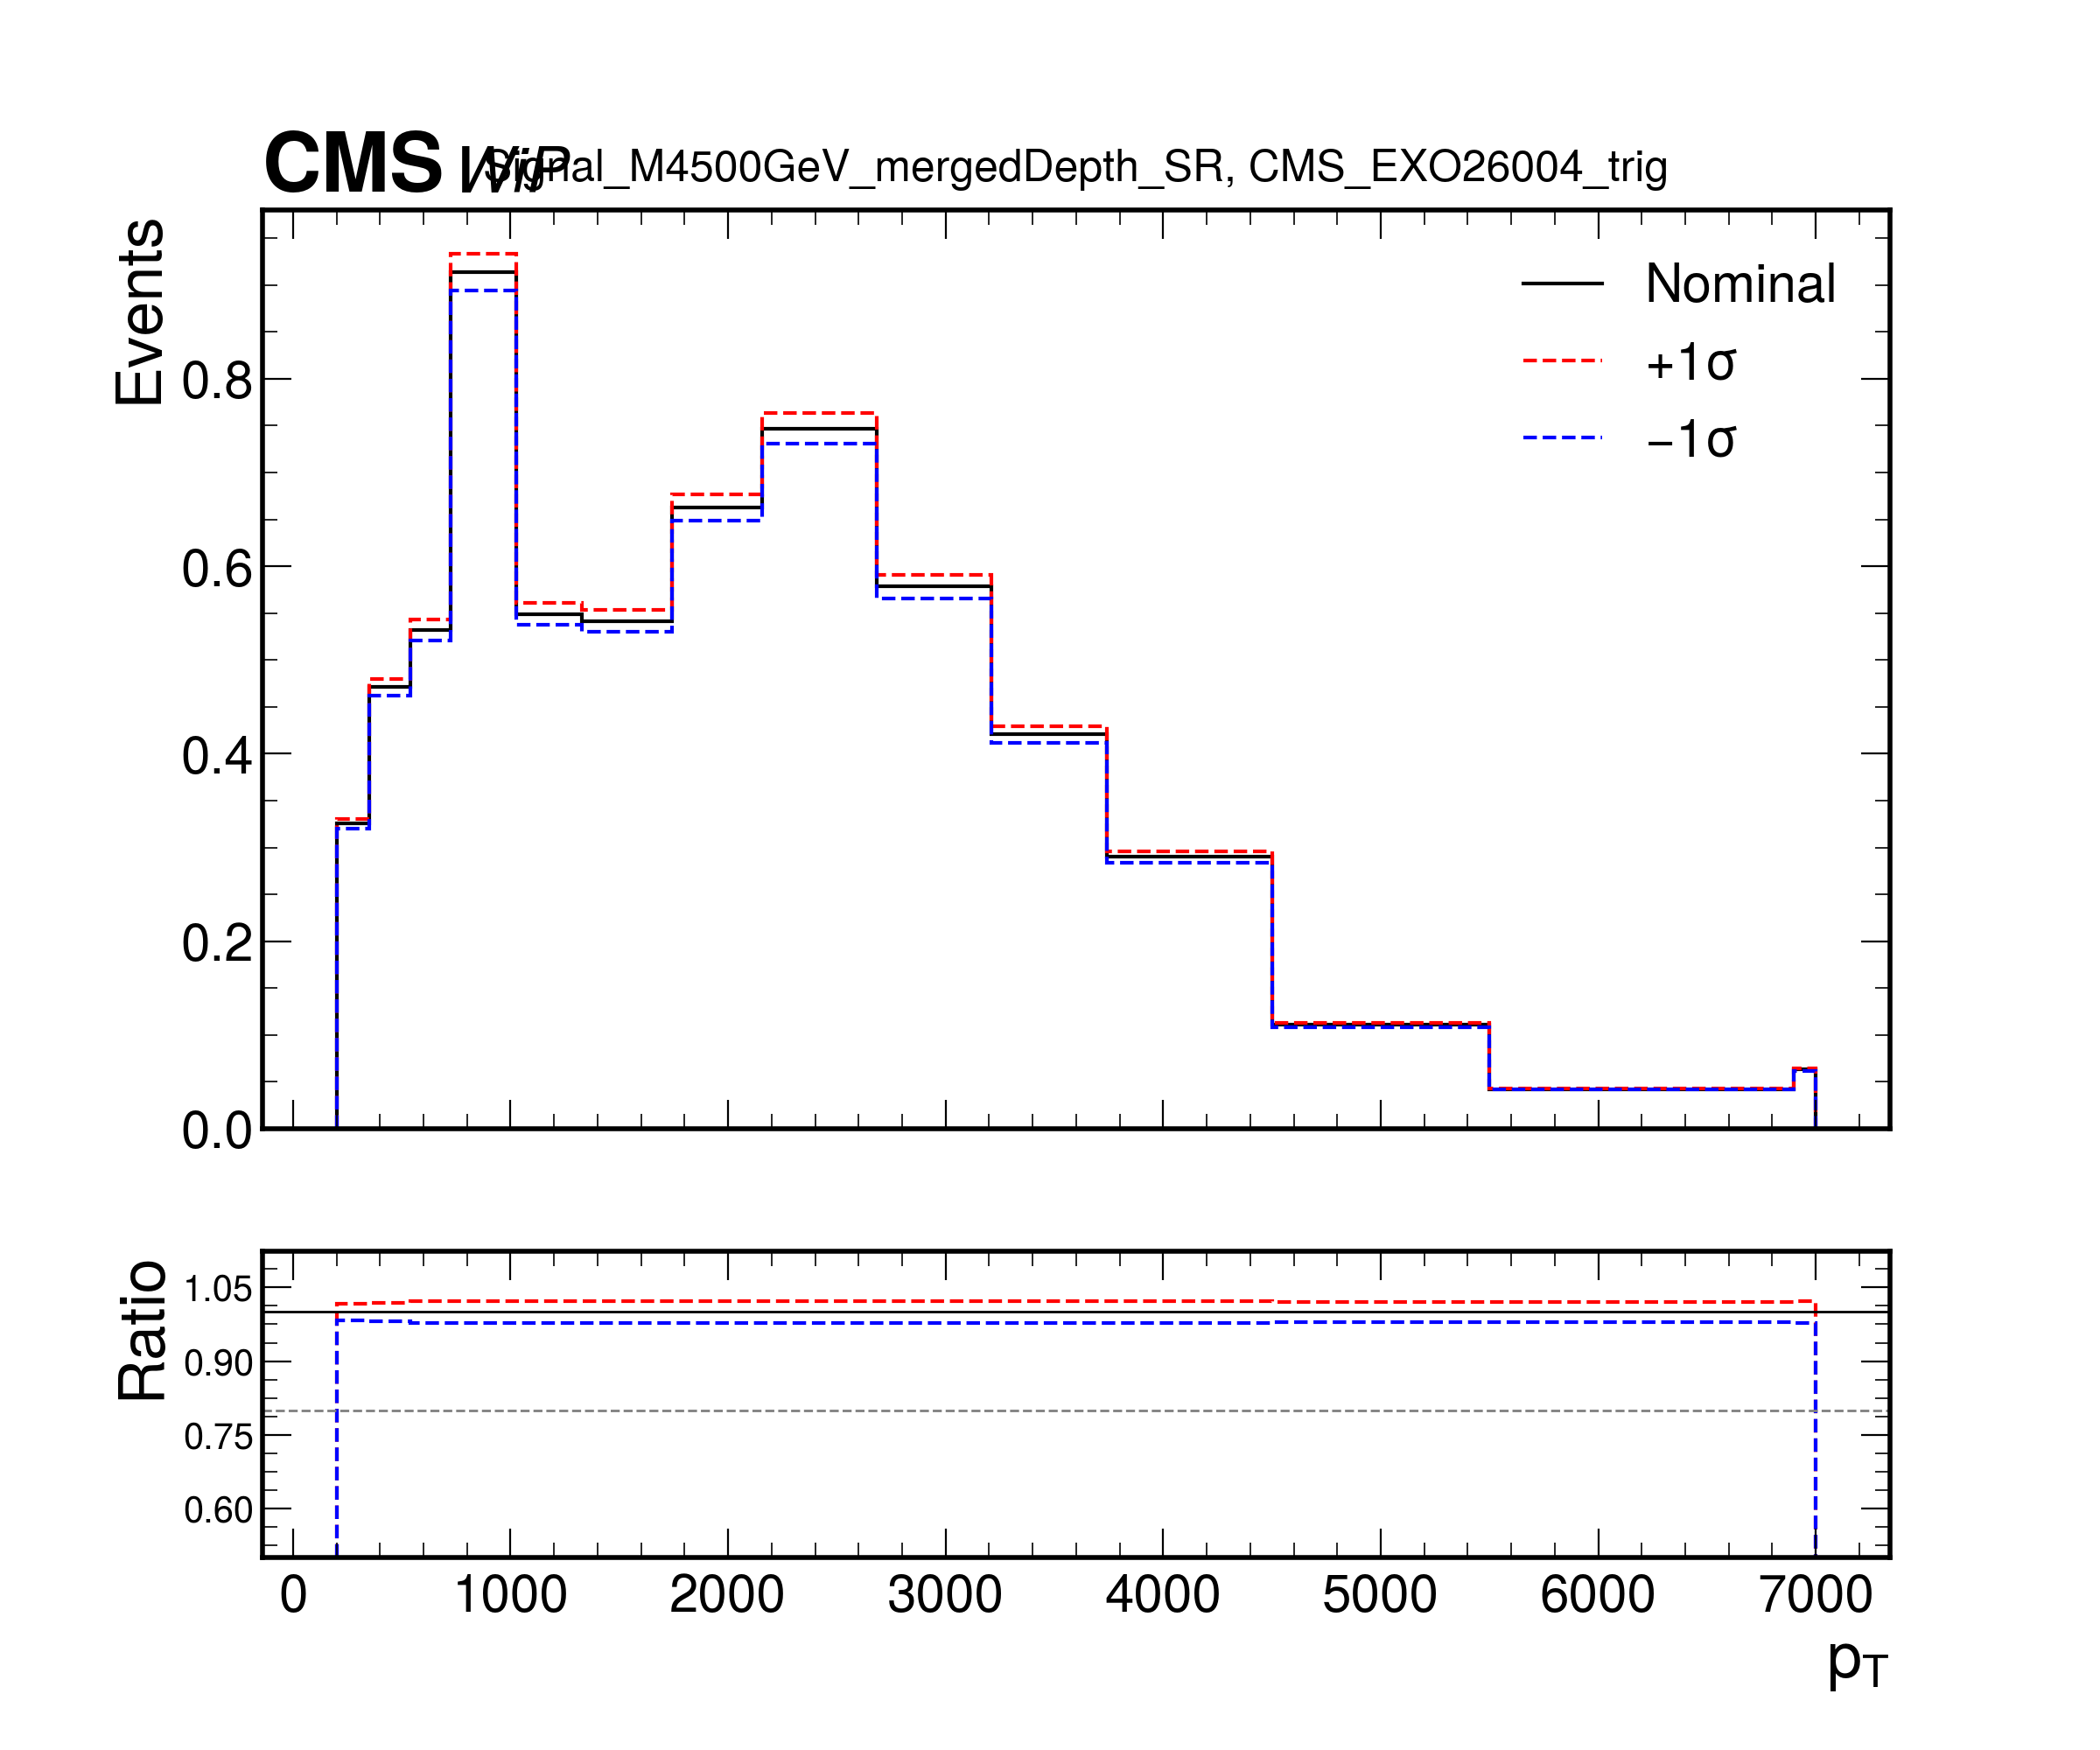 CMS WiP Signal_M4500GeV_mergedDepth_SR, CMS_EXO26004_trig
Events
Nominal
+1σ
−1σ
0.8
0.6
0.4
0.2
0.0
Ratio
1.05
0.90
0.75
0.60
0 1000 2000 3000 4000 5000 6000 7000
pT